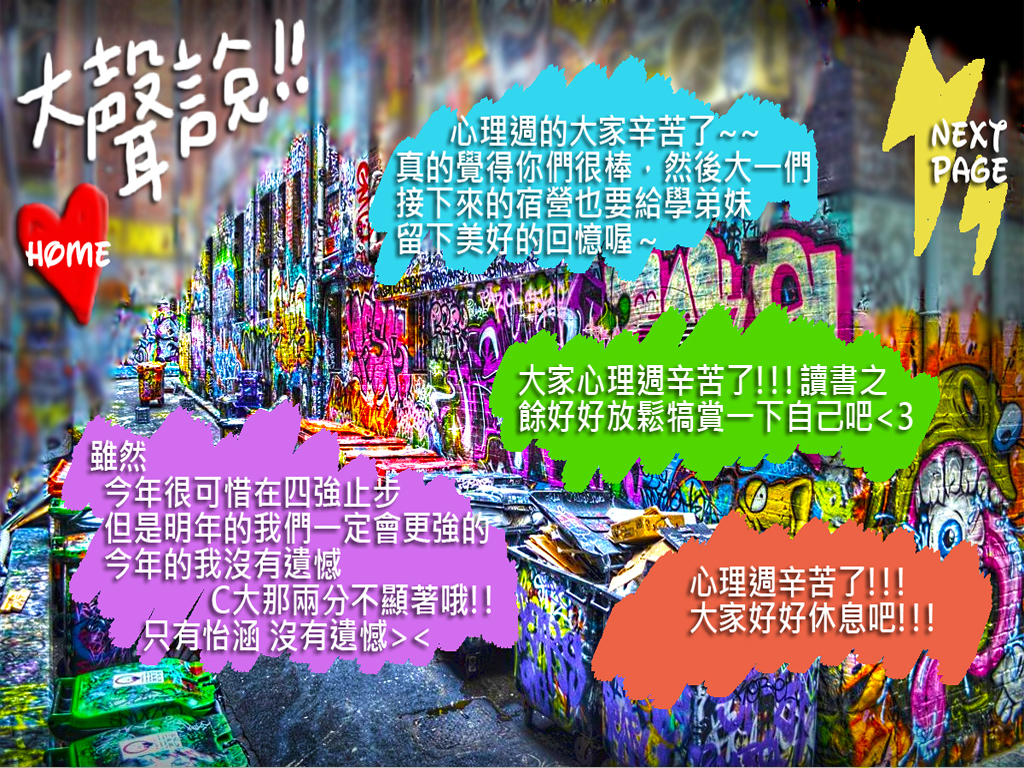 大聲說!!
HOME
NEXT
PAGE
心理週的大家辛苦了~~
真的覺得你們很棒，然後大一們
接下來的宿營也要給學弟妹
留下美好的回憶喔~
大家心理週辛苦了!!!讀書之
餘好好放鬆犒賞一下自己吧<3
雖然
今年很可惜在四強止步
但是明年的我們一定會更強的
今年的我沒有遺憾
C大那兩分不顯著哦!!
只有怡涵 沒有遺憾><
心理週辛苦了!!!
大家好好休息吧!!!